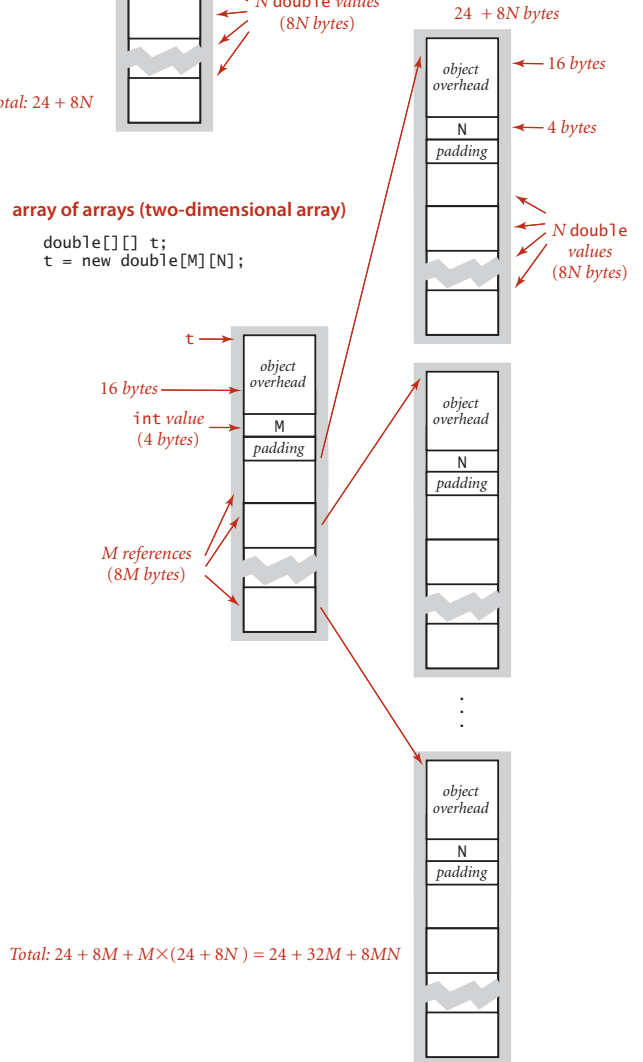 N double values
(8N bytes)
Total: 24 + 8N
24 + 8N bytes
object
overhead
16 bytes
N
4 bytes
padding
N double
values
(8N bytes)
array of arrays (two-dimensional array)
double[][] t;
t = new double[M][N];
t
object
overhead
16 bytes
int value
(4 bytes)
M
padding
M references
(8M bytes)
object
overhead
N
padding
.
.
.
object
overhead
N
padding
Total: 24 + 8M + M×(24 + 8N ) = 24 + 32M + 8MN